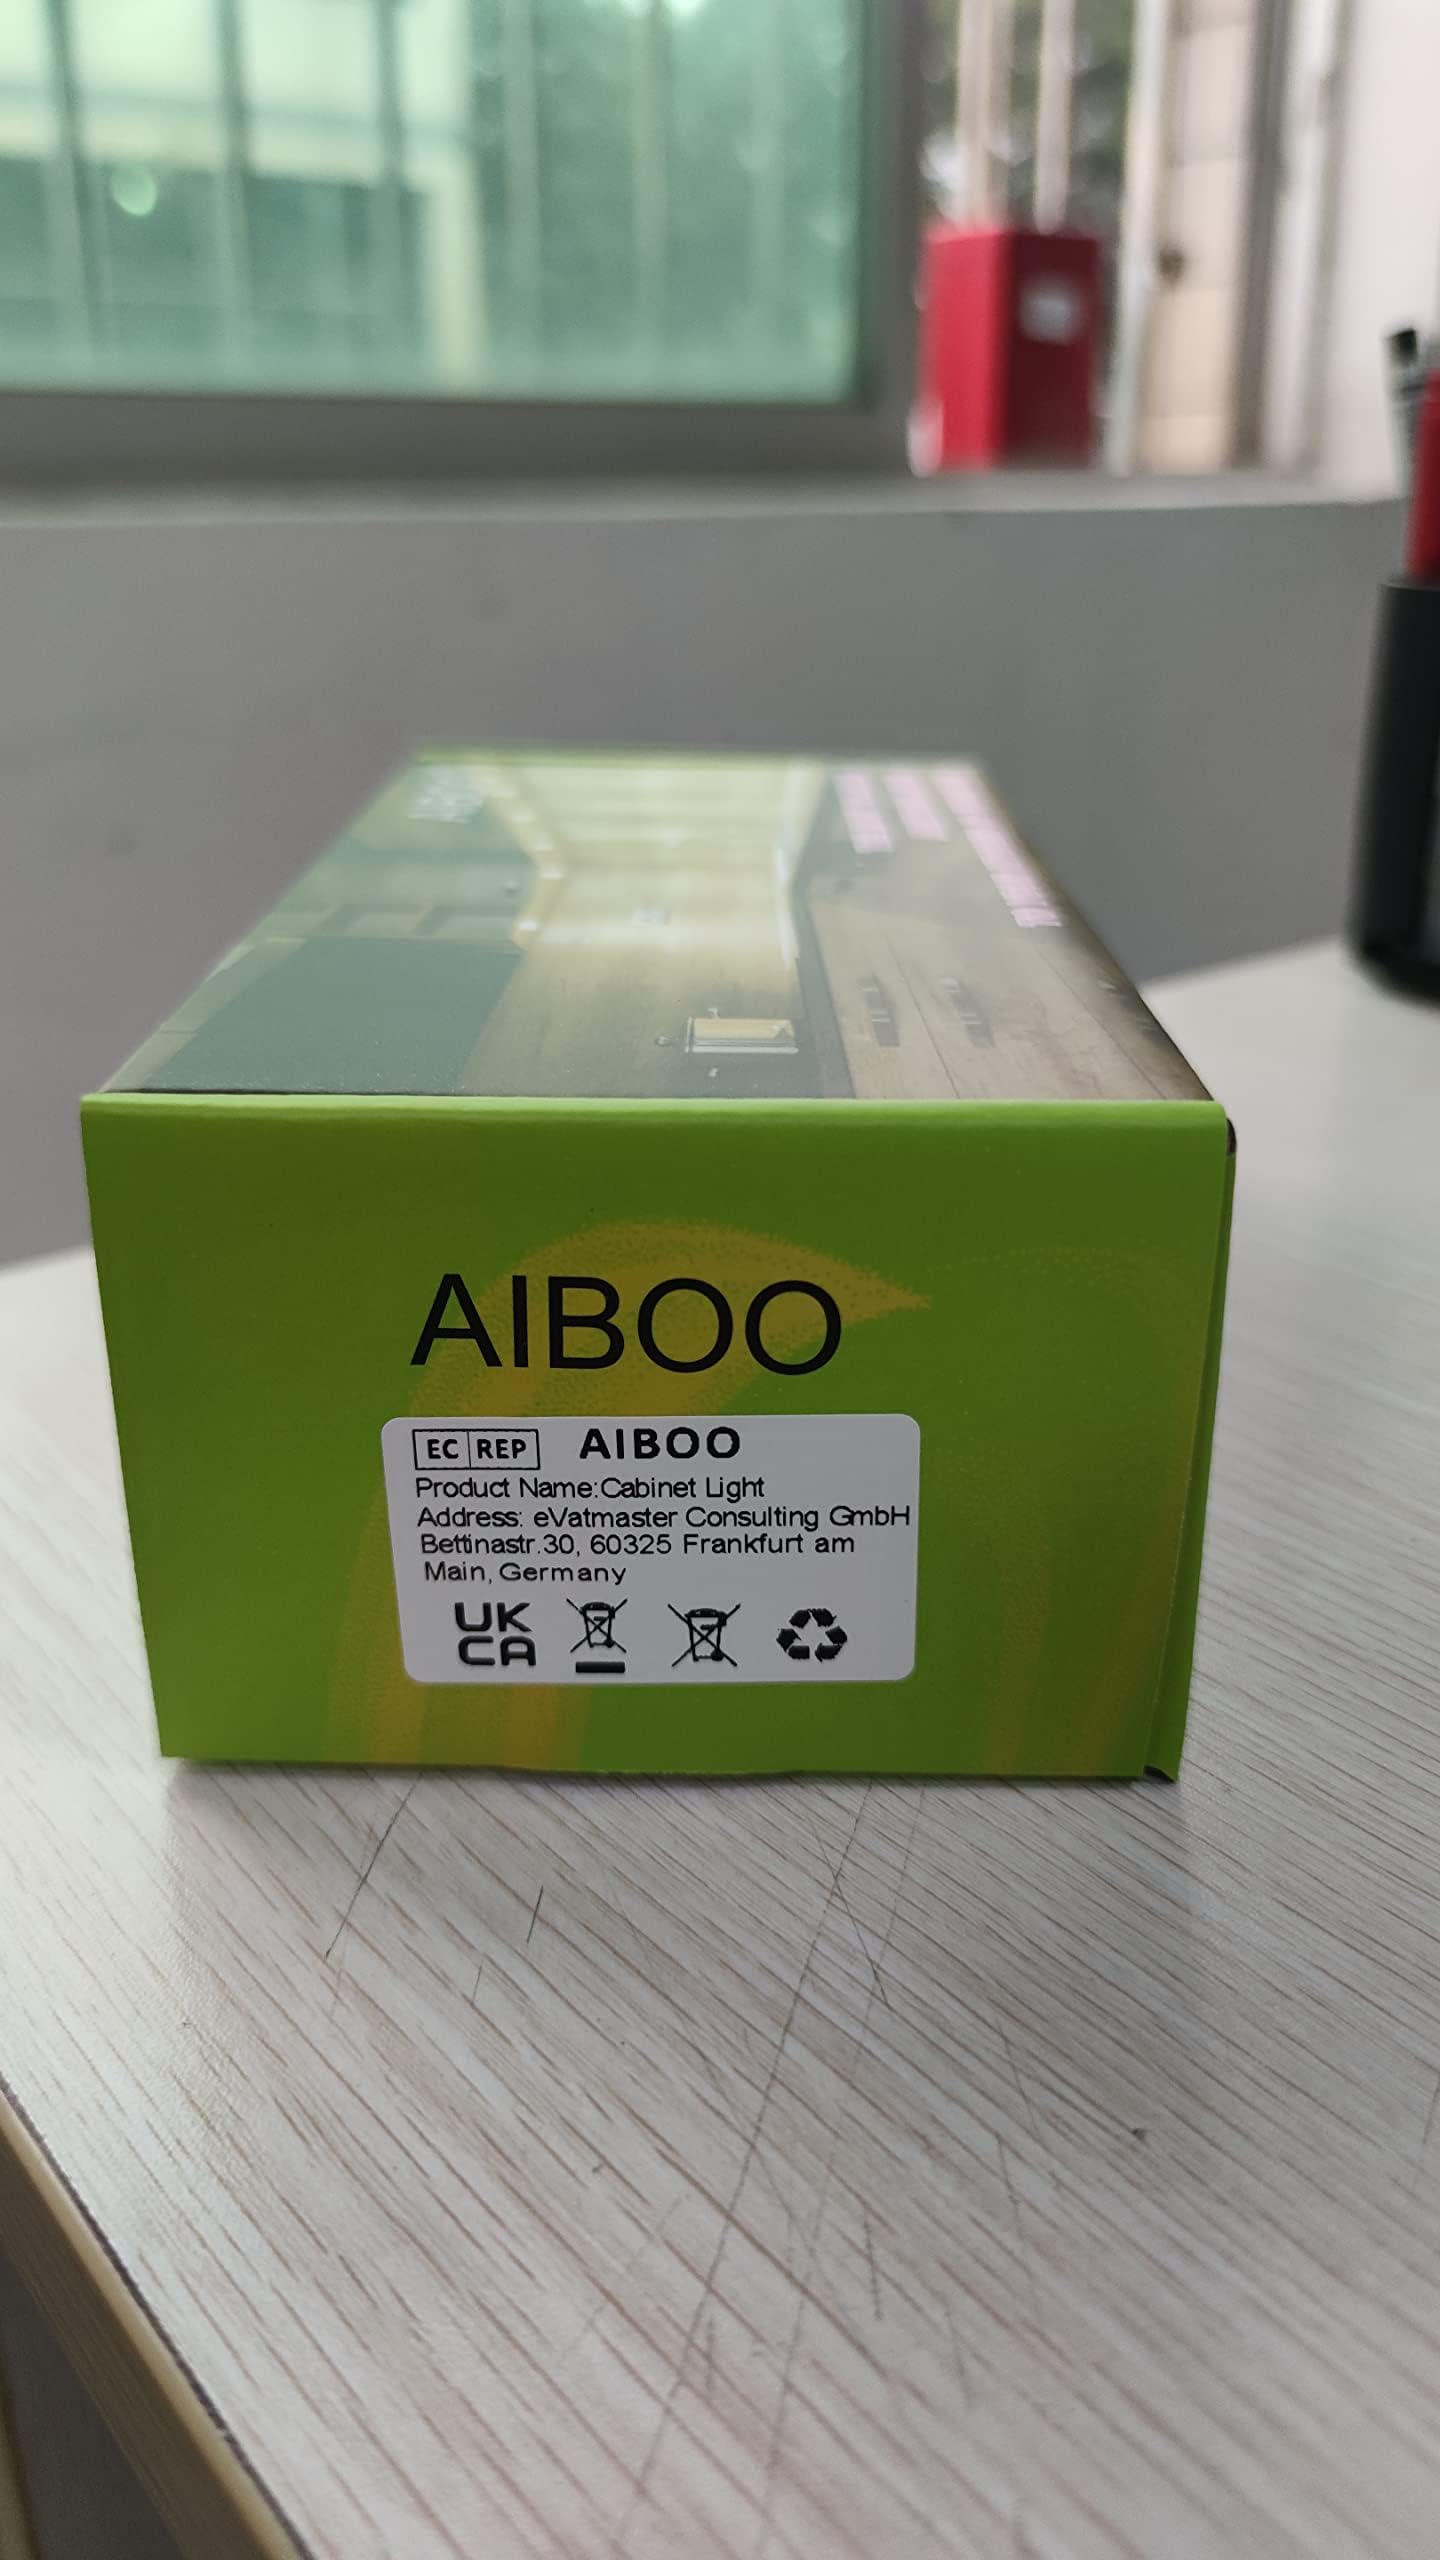 AIBOO
EC REP AIBOO
Product Name:Cabinet Light
Address: eVatmaster Consulting GmbH
Bettinastr.30, 60325 Frankfurt am
Main, Germany
UK
CA